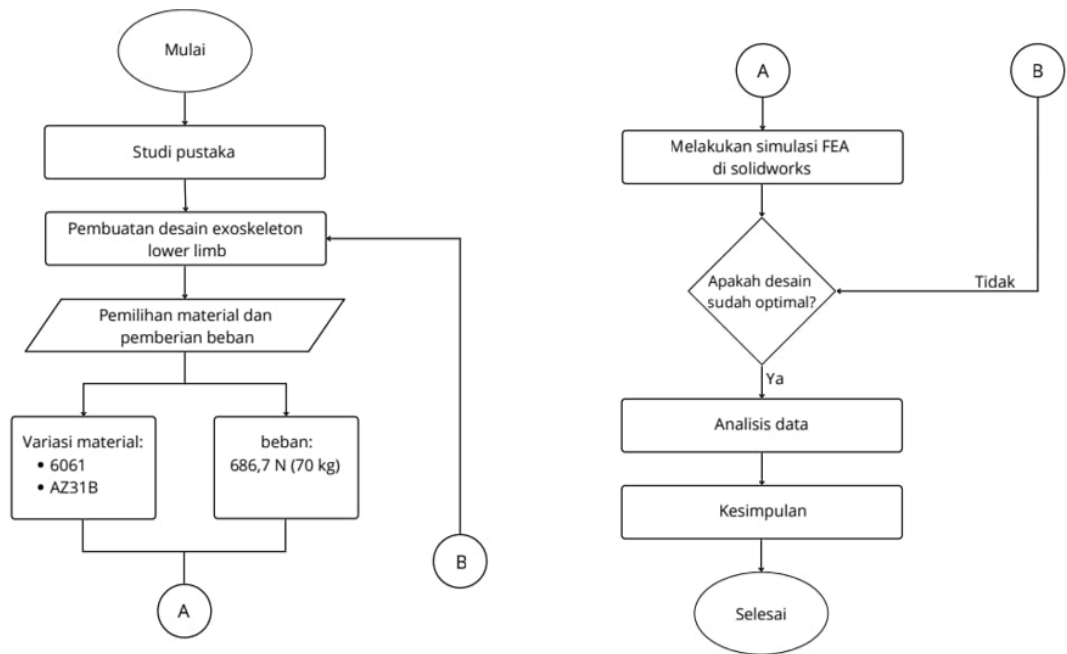 Mulai
Studi pustaka
Pembuatan desain exoskeleton
lower limb
Pemilihan material dan
pemberian beban
Variasi material:
• 6061
• AZ31B
beban:
686,7 N (70 kg)
A
B
A
B
Melakukan simulasi FEA
di solidworks
Apakah desain
sudah optimal?
Tidak
Ya
Analisis data
Kesimpulan
Selesai